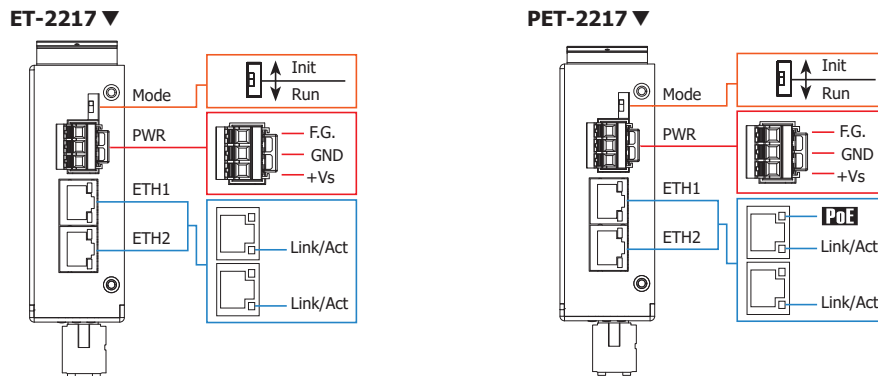 ET-2217▼
Init
Run
Mode
PWR
F.G.
GND
+Vs
ETH1
ETH2
Link/Act
Link/Act
PET-2217▼
Init
Run
Mode
PWR
F.G.
GND
+Vs
ETH1
ETH2
PoE
Link/Act
Link/Act